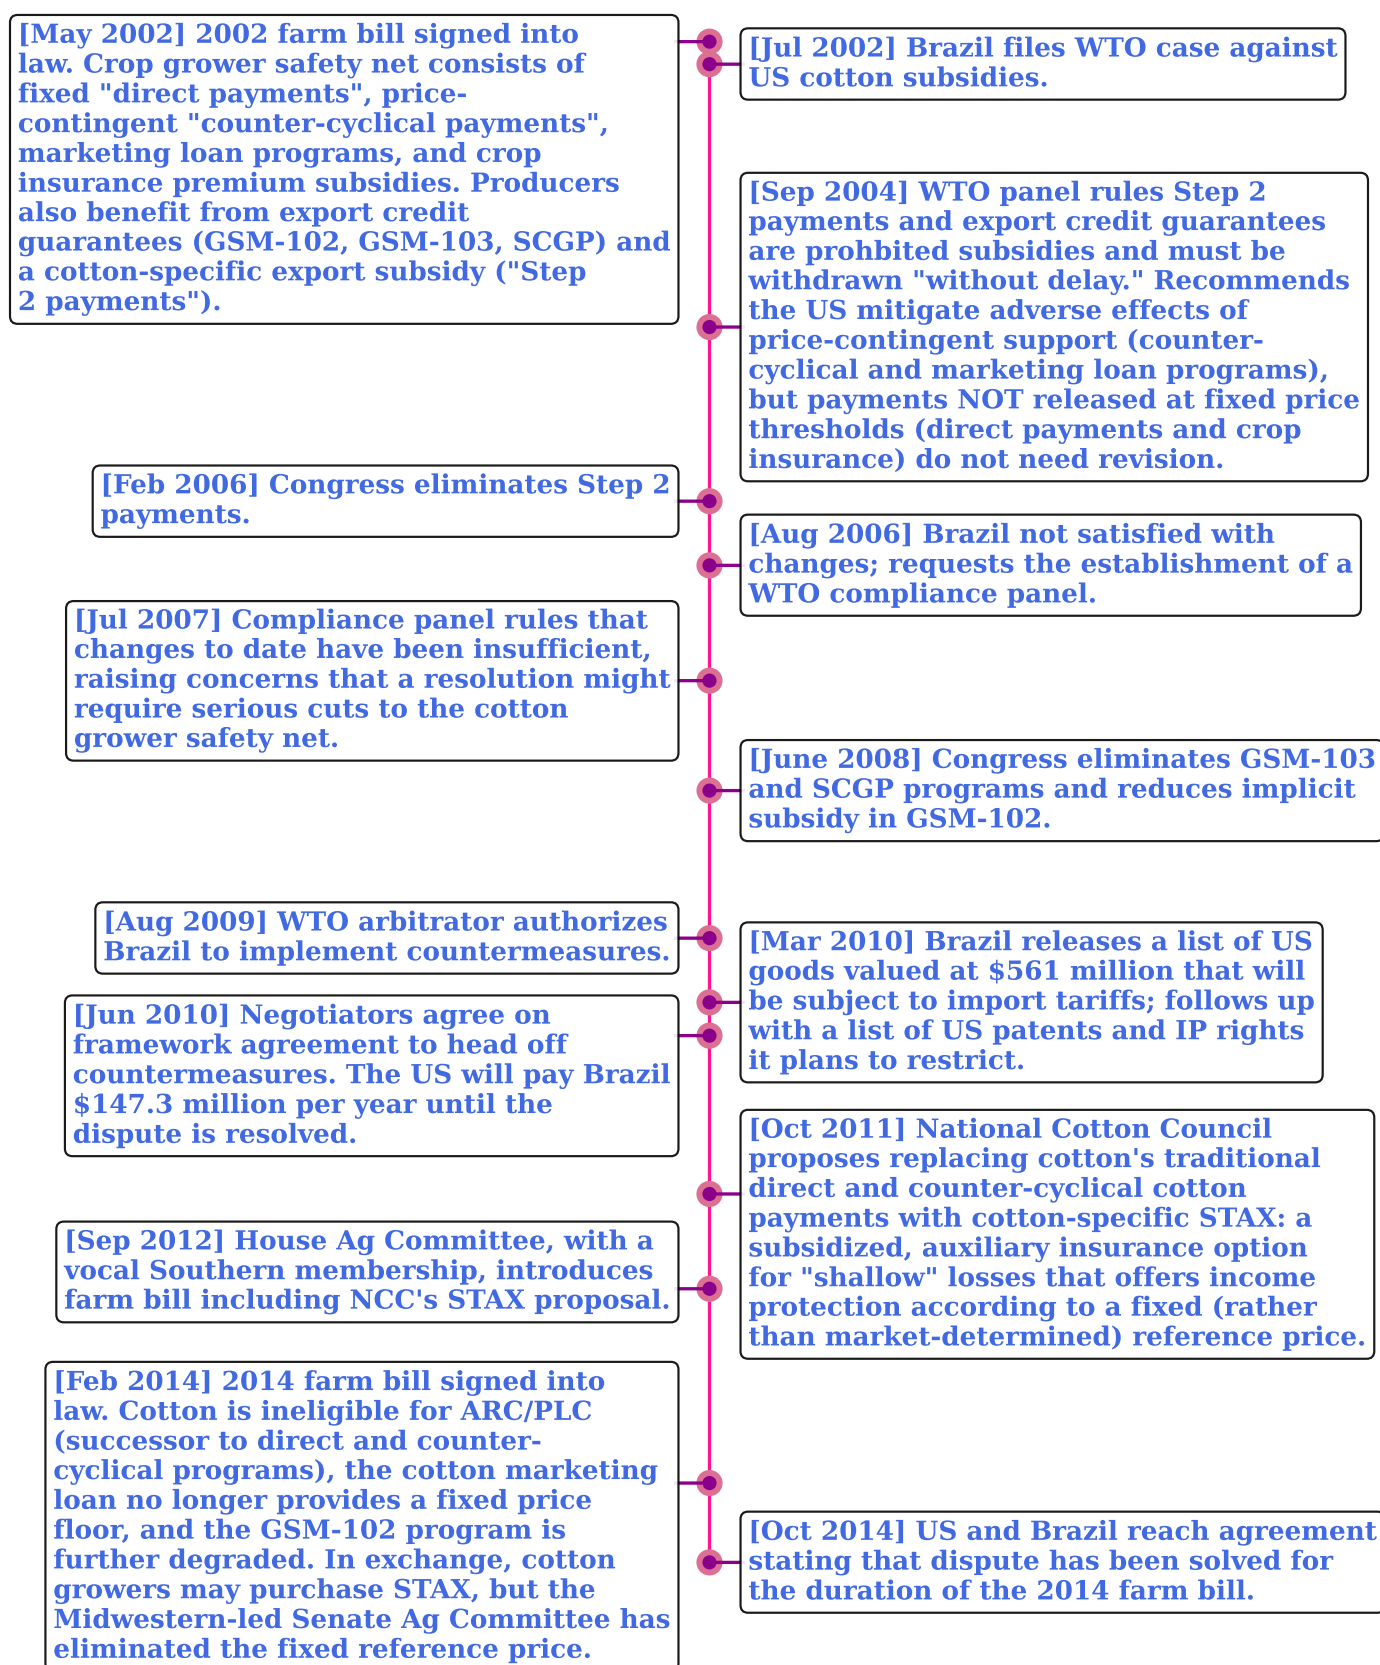 [May 2002] 2002 farm bill signed into
law. Crop grower safety net consists of
fixed "direct payments", price-
contingent "counter-cyclical payments",
marketing loan programs, and crop
insurance premium subsidies. Producers
also benefit from export credit
guarantees (GSM-102, GSM-103, SCGP) and
a cotton-specific export subsidy ("Step
2 payments").
[Jul 2002] Brazil files WTO case against
US cotton subsidies.
[Sep 2004] WTO panel rules Step 2
payments and export credit guarantees
are prohbited subsidies and must be
withdrawn "without delay." Recommends
the US mitigate adverse effects of
price-contingent support (counter-
cyclical and marketing loan programs),
but payments NOT released at fixed price
thresholds (direct payments and crop
insurance) do not need revision.
[Feb 2006] Congress eliminates Step 2
payments.
[Aug 2006] Brazil not satisfied with
changes; requests the establishment of a
WTO compliance panel.
[Jul 2007] Compliance panel rules that
changes to date have been insufficient,
raising concerns that a resolution might
require serious cuts to the cotton
grower safety net.
[June 2008] Congress eliminates GSM-103
and SCGP programs and reduces implicit
subsidy in GSM-102.
[Aug 2009] WTO arbitrator authorizes
Brazil to implement countermeasures.
[Mar 2010] Brazil releases a list of US
goods valued at $561 million that will
be subject to import tariffs; follows up
with a list of US patents and IP rights
it plans to restrict.
[Jun 2010] Negotiators agree on
framework agreement to head off
countermeasures. The US will pay Brazil
$147.3 million per year until the
dispute is resolved.
[Oct 2011] National Cotton Council
proposes replacing cotton's traditional
direct and counter-cyclical cotton
payments with cotton-specific STAX: a
subsidized, auxiliary insurance option
for "shallow" losses that offers income
protection according to a fixed (rather
than market-determined) reference price.
[Sep 2012] House Ag Committee, with a
vocal Southern membership, introduces
farm bill including NCC's STAX proposal.
[Feb 2014] 2014 farm bill signed into
law. Cotton is ineligible for ARC/PLC
(successor to direct and counter-
cyclical programs), the cotton marketing
loan no longer provides a fixed price
floor, and the GSM-102 program is
further degraded. In exchange, cotton
growers may purchase STAX, but the
Midwestern-led Senate Ag Committee has
eliminated the fixed reference price.
[Oct 2014] US and Brazil reach agreement
stating that dispute has been solved for
the duration of the 2014 farm bill.